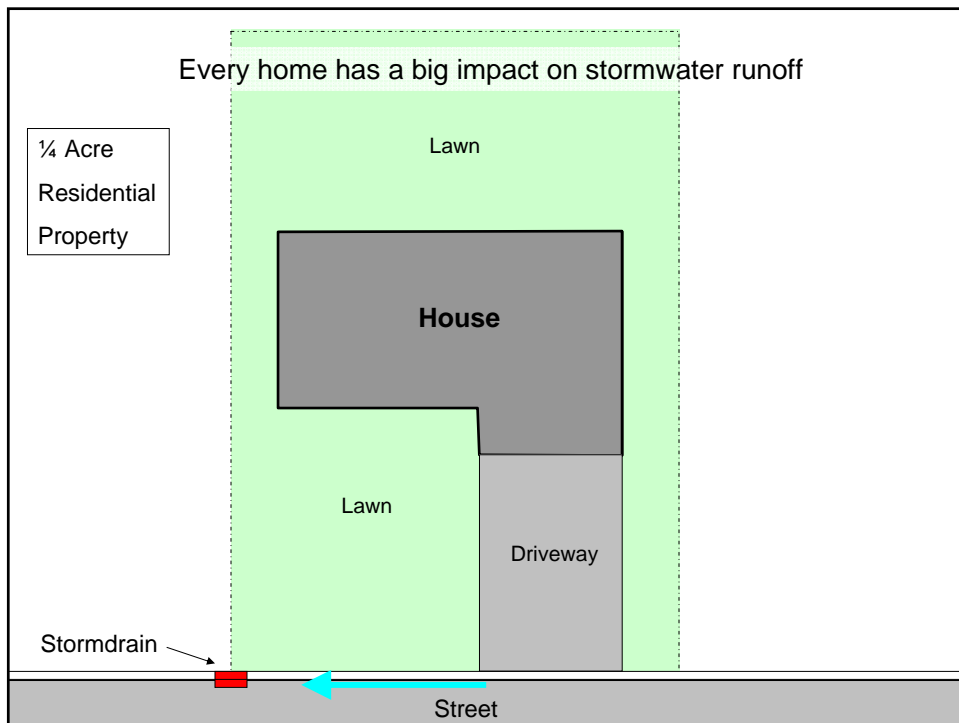 Every home has a big impact on stormwater runoff
¼ Acre
Residential
Property
Lawn
House
Lawn
Driveway
Stormdrain
Street